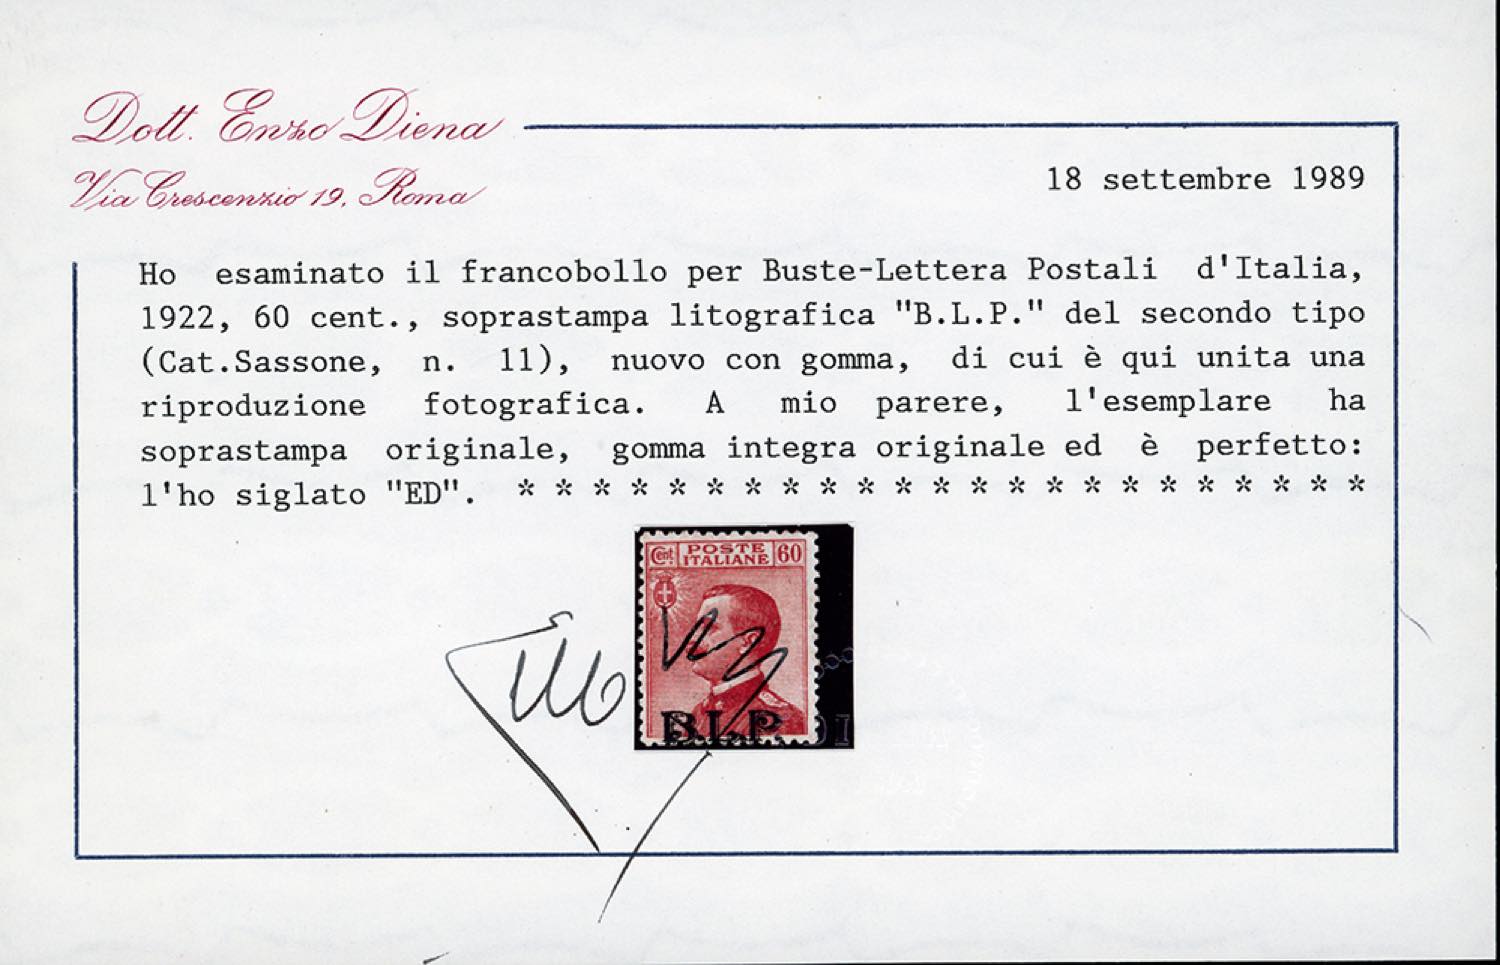 Dott. Enzo Diena
Via Crescenzio 19, Roma
18 settembre 1989
Ho esaminato il francobollo per Buste-Lettera Postali d'Italia,
1922, 60 cent., soprastampa litografica "B.L.P." del secondo tipo
(Cat.Sassone, n. 11), nuovo con gomma, di cui è qui unita una
riproduzione fotografica. A mio parere, l'esemplare ha
soprastampa originale, gomma integra originale ed è perfetto:
l'ho siglato "ED". * * * * * * * * * * * * * * * * * * * * * * *
Cent. POSTE ITALIANE 60
B.L.P.